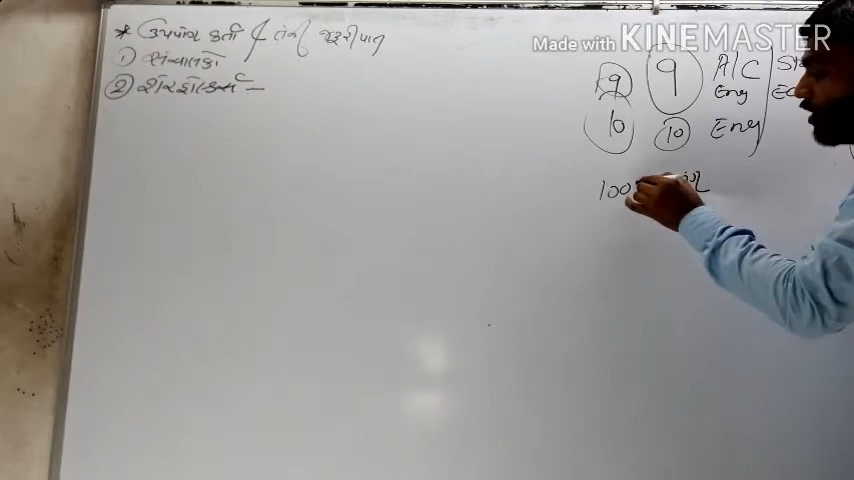 * ઉપયોગ કર્તા ને તેની જરૂરીયાત
① સંચાલકો
② શેરહોલ્ડર્સ –
Made with KINEMASTER
9 9 A/C
Eng
10 10 Eng
100